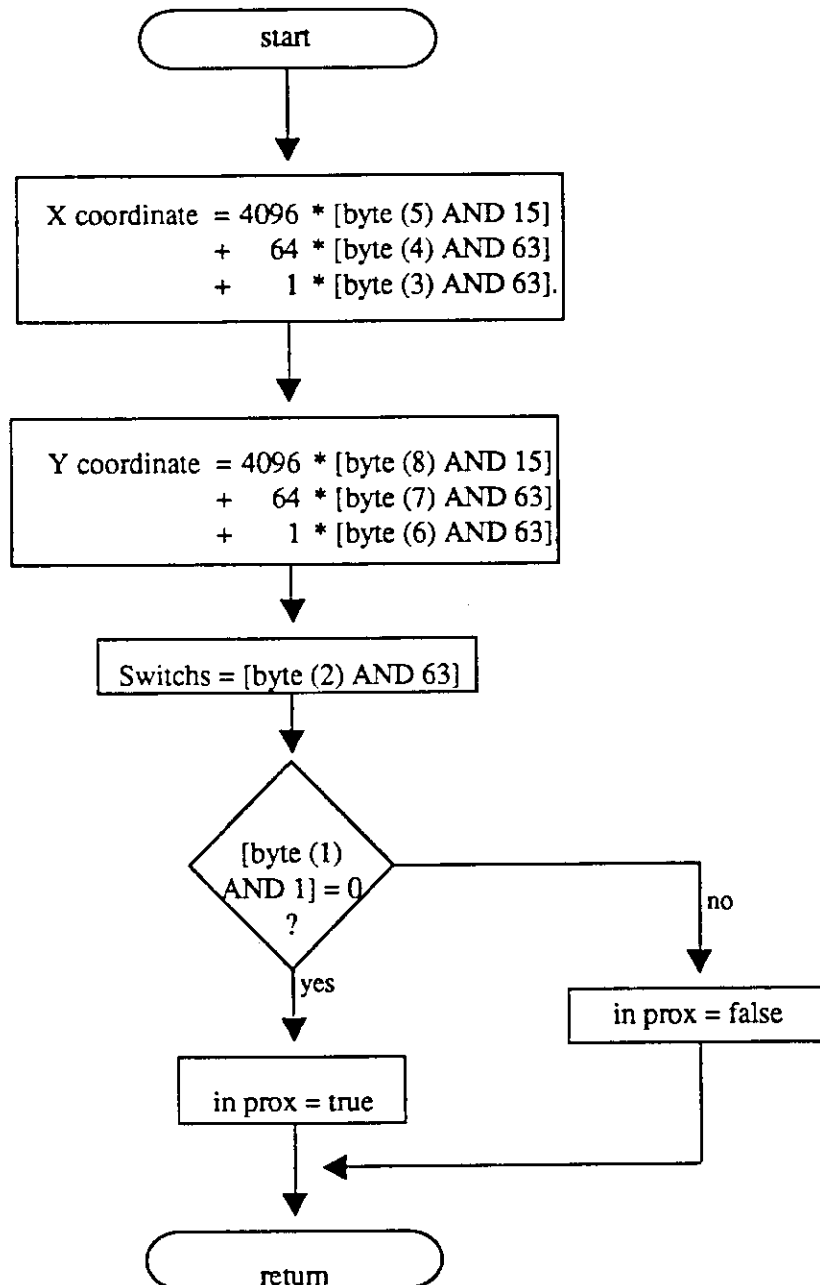 start
X coordinate = 4096 * [byte (5) AND 15]
+ 64 * [byte (4) AND 63]
+ 1 * [byte (3) AND 63].
Y coordinate = 4096 * [byte (8) AND 15]
+ 64 * [byte (7) AND 63]
+ 1 * [byte (6) AND 63]
Switchs = [byte (2) AND 63]
[byte (1)
AND 1] = 0
?
no
yes
in prox = false
in prox = true
return